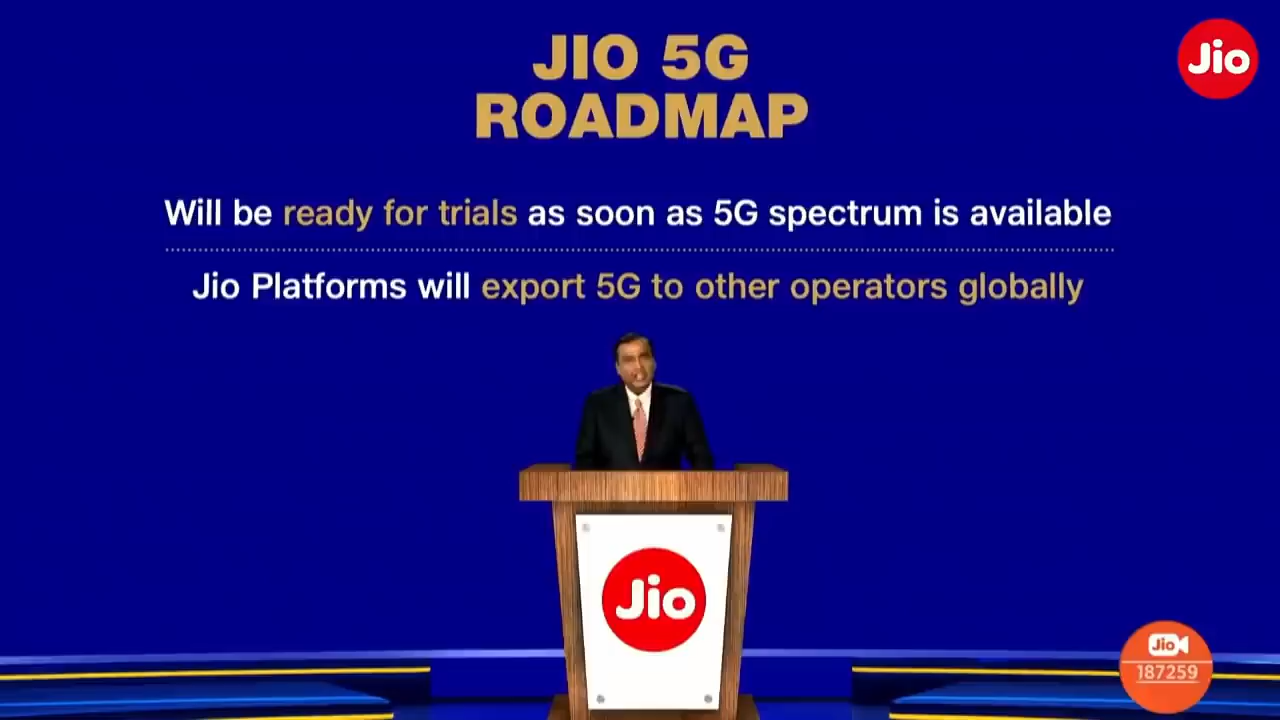 JIO 5G
ROADMAP
Jio
Will be ready for trials as soon as 5G spectrum is available
Jio Platforms will export 5G to other operators globally
Jio
Jio
187259